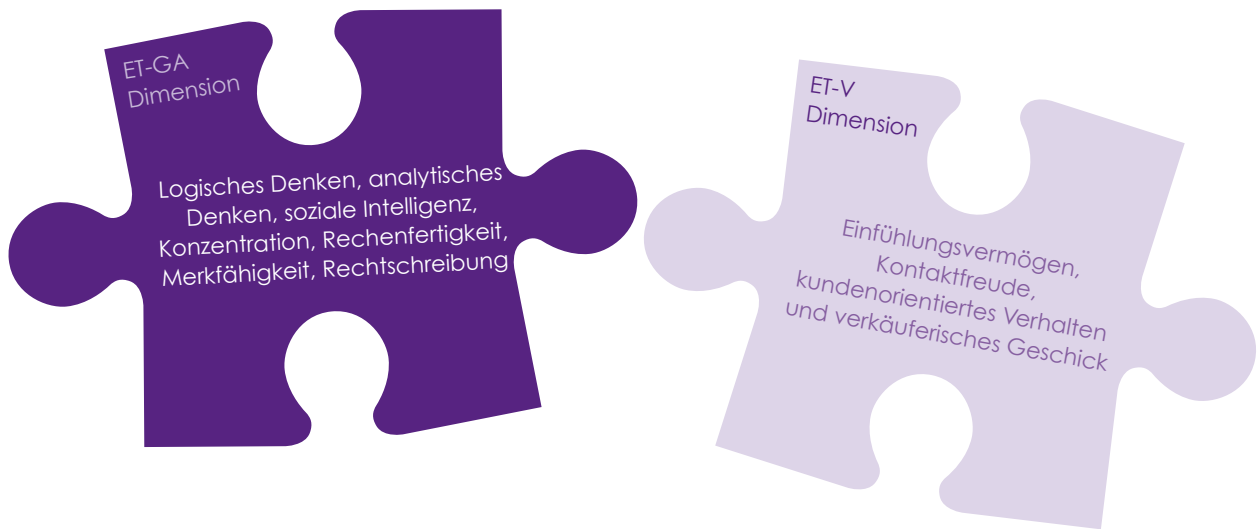 ET-GA
Dimension
Logisches Denken, analytisches
Denken, soziale Intelligenz,
Konzentration, Rechenfertigkeit,
Merkfähigkeit, Rechtschreibung
ET-V
Dimension
Einfühlungsvermögen,
Kontaktfreude,
kundenorientiertes Verhalten
und verkäuferisches Geschick